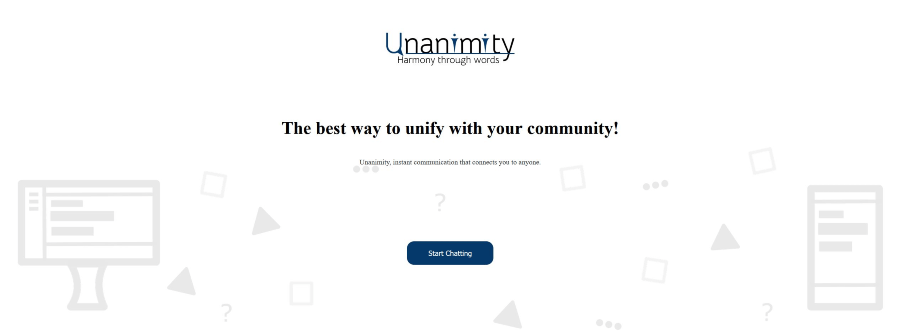 Unanimity
Harmony through words
The best way to unify with your community!
Unanimity, instant communication that connects you to anyone.
?
Start Chatting
?
?